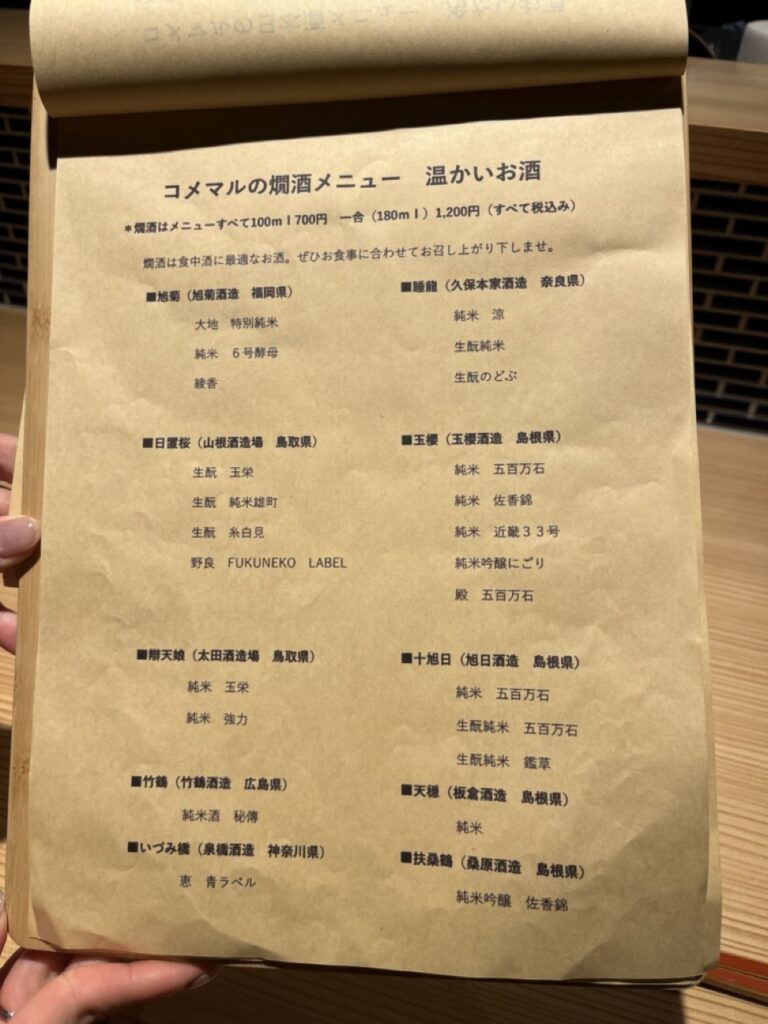 コメマルの燗酒メニュー　温かいお酒
＊燗酒はメニューすべて100ml700円　一合（180ml）1,200円（すべて税込み）
燗酒は食中酒に最適なお酒。ぜひお食事に合わせてお召し上がり下しませ。
■旭菊（旭菊酒造　福岡県）
大地　特別純米
純米　６号酵母
綾香
■日置桜（山根酒造場　鳥取県）
生酛　玉栄
生酛　純米雄町
生酛　糸白見
野良　FUKUNEKO　LABEL
■辯天娘（太田酒造場　鳥取県）
純米　玉栄
純米　強力
■竹鶴（竹鶴酒造　広島県）
純米酒　秘傳
■いづみ橋（泉橋酒造　神奈川県）
恵　青ラベル
■睡龍（久保本家酒造　奈良県）
純米　涼
生酛純米
生酛のどぶ
■玉櫻（玉櫻酒造　島根県）
純米　五百万石
純米　佐香錦
純米　近畿３３号
純米吟醸にごり
殿　五百万石
■十旭日（旭日酒造　島根県）
純米　五百万石
生酛純米　五百万石
生酛純米　鑑草
■天穏（板倉酒造　島根県）
純米
■扶桑鶴（桑原酒造　島根県）
純米吟醸　佐香錦